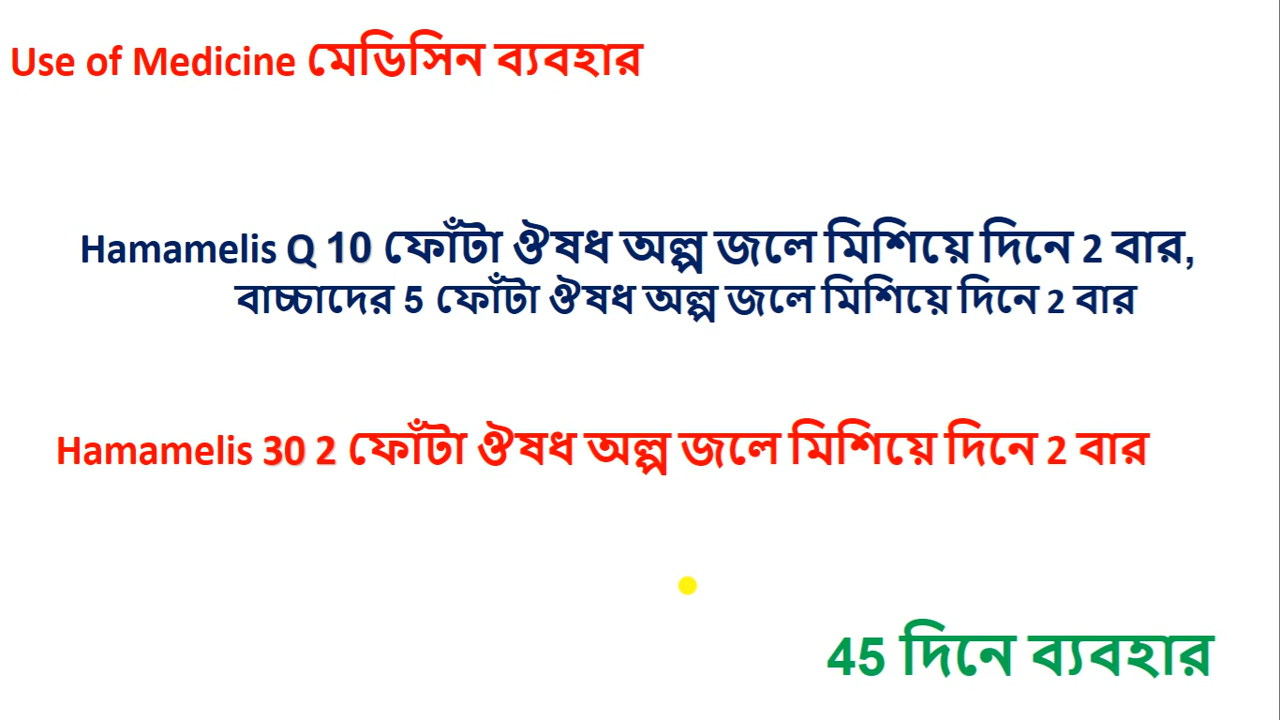 Use of Medicine মেডিসিন ব্যবহার
Hamamelis Q 10 ফোঁটা ঔষধ অল্প জলে মিশিয়ে দিনে 2 বার,
বাচ্চাদের 5 ফোঁটা ঔষধ অল্প জলে মিশিয়ে দিনে 2 বার
Hamamelis 30 2 ফোঁটা ঔষধ অল্প জলে মিশিয়ে দিনে 2 বার
45 দিনে ব্যবহার